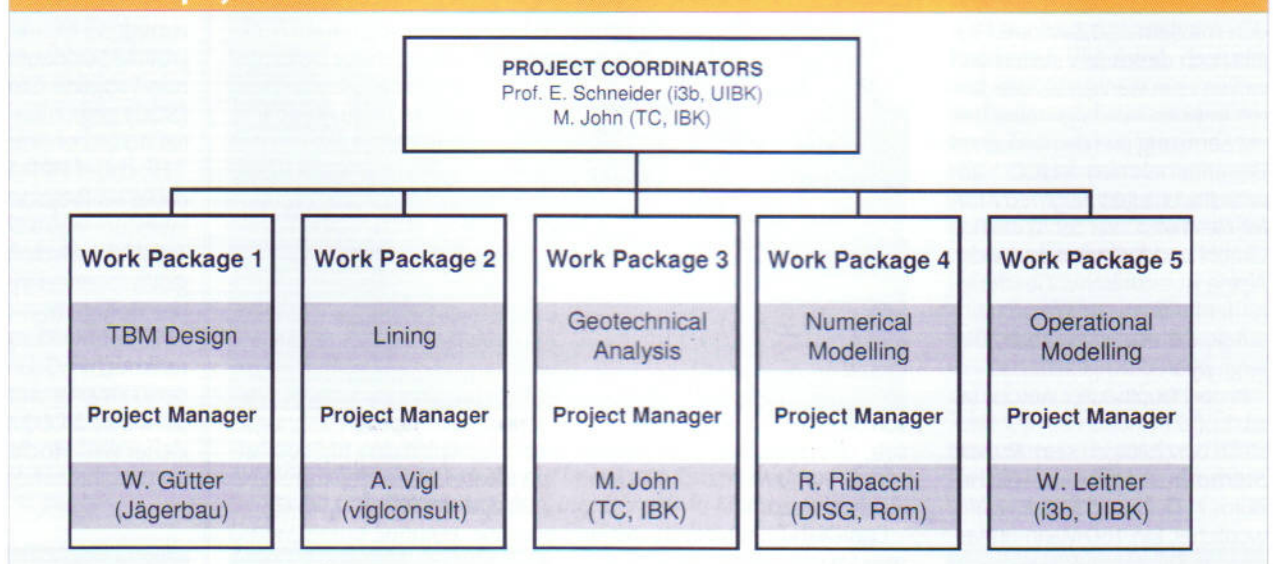 PROJECT COORDINATORS
Prof. E. Schneider (i3b, UIBK)
M. John (TC, IBK)
Work Package 1
TBM Design
Project Manager
W. Gütter
(Jägerbau)
Work Package 2
Lining
Project Manager
A. Vigl
(viglconsult)
Work Package 3
Geotechnical
Analysis
Project Manager
M. John
(TC, IBK)
Work Package 4
Numerical
Modelling
Project Manager
R. Ribacchi
(DISG, Rom)
Work Package 5
Operational
Modelling
Project Manager
W. Leitner
(i3b, UIBK)